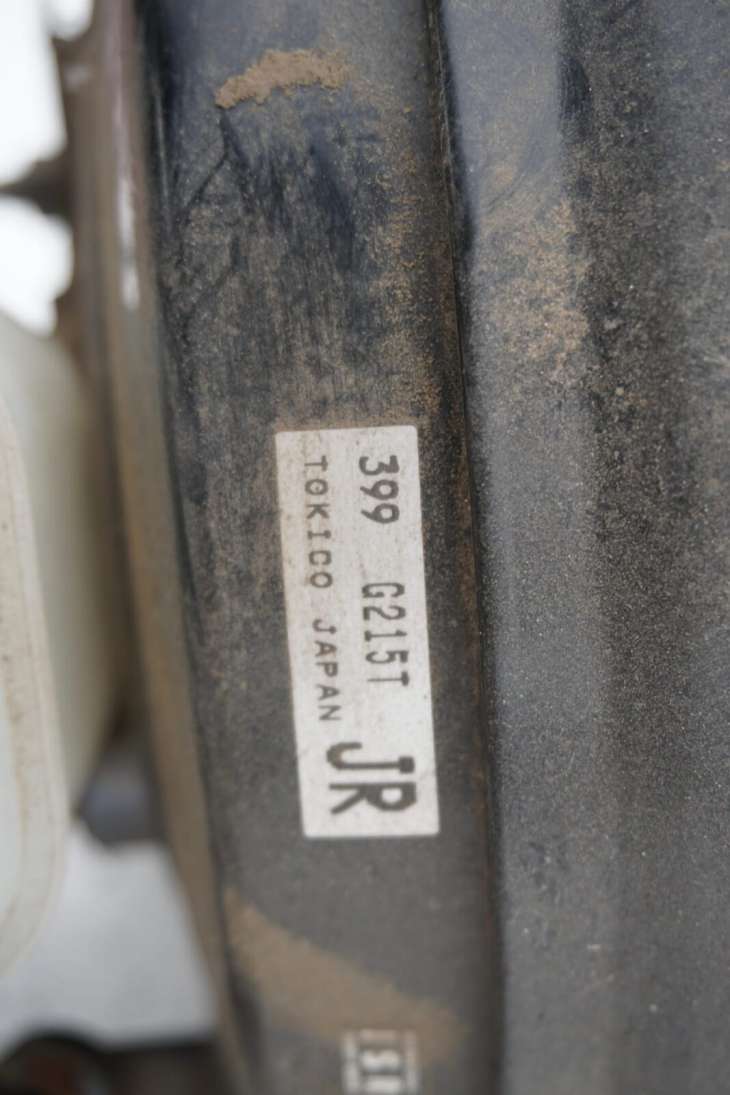 399 G215T
TOKICO JAPAN
JR